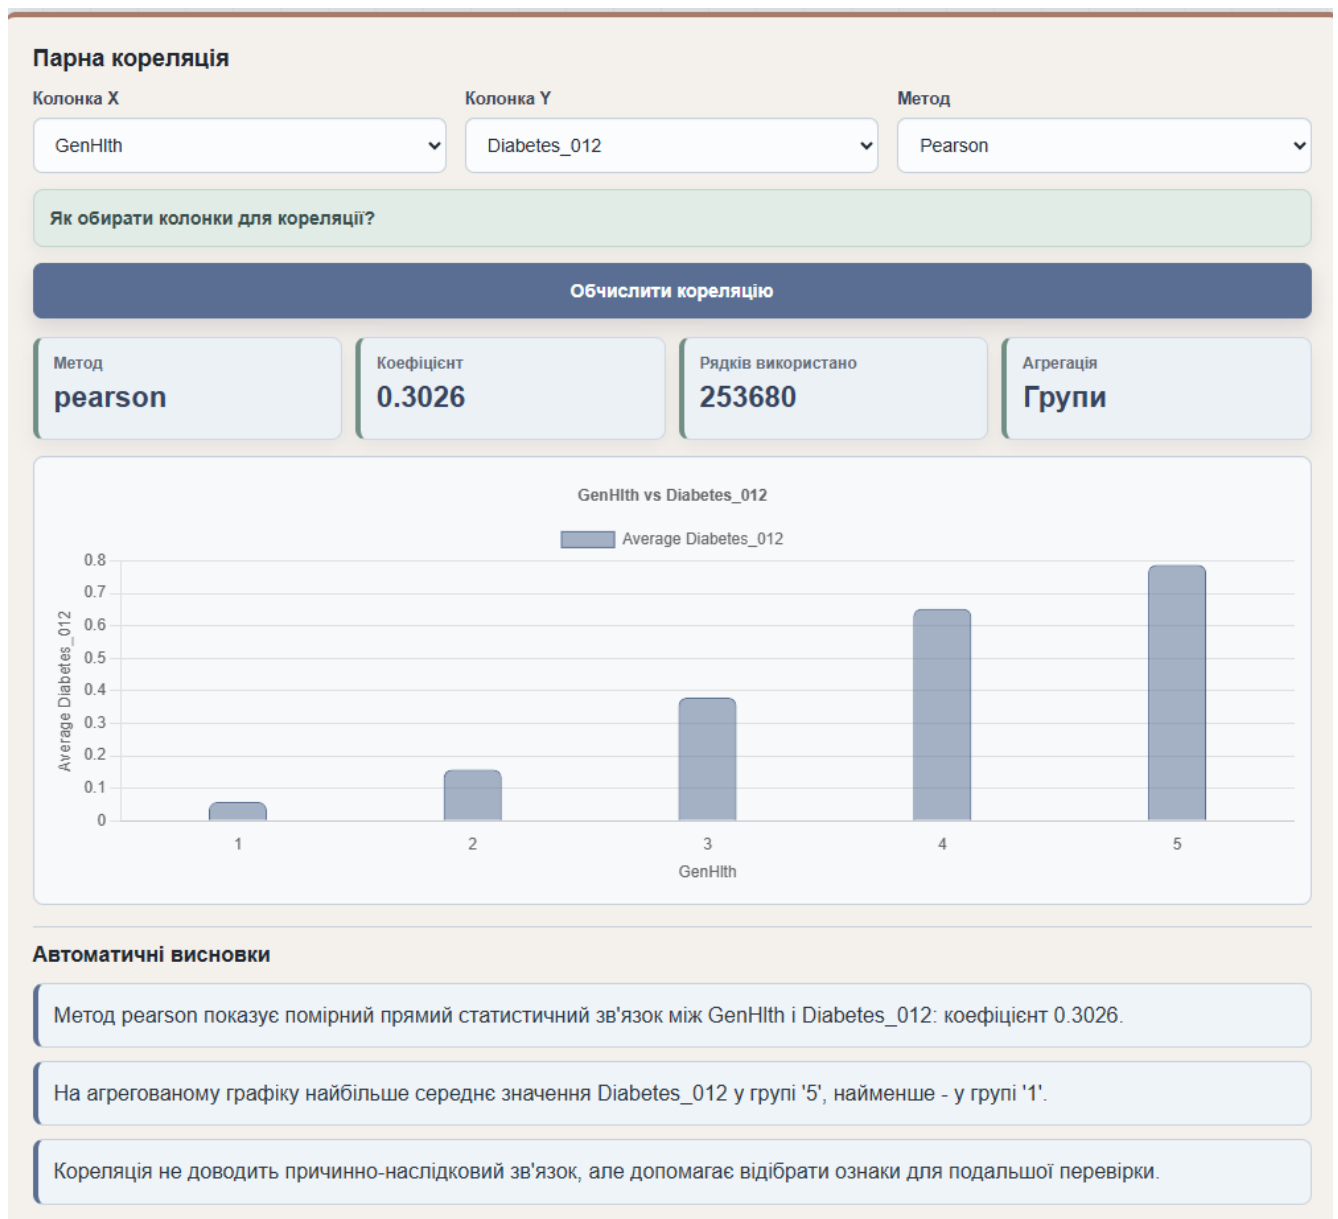 Парна кореляція
Колонка X
Колонка Y
Метод
GenHlth
Diabetes_012
Pearson
Як обирати колонки для кореляції?
Обчислити кореляцію
Метод
pearson
Коефіцієнт
0.3026
Рядків використано
253680
Агрегація
Групи
GenHlth vs Diabetes_012
Average Diabetes_012
Average Diabetes_012
0.8
0.7
0.6
0.5
0.4
0.3
0.2
0.1
0
1
2
3
4
5
GenHlth
Автоматичні висновки
Метод pearson показує помірний прямий статистичний зв'язок між GenHlth і Diabetes_012: коефіцієнт 0.3026.
На агрегованому графіку найбільше середнє значення Diabetes_012 у групі '5', найменше - у групі '1'.
Кореляція не доводить причинно-наслідковий зв'язок, але допомагає відібрати ознаки для подальшої перевірки.